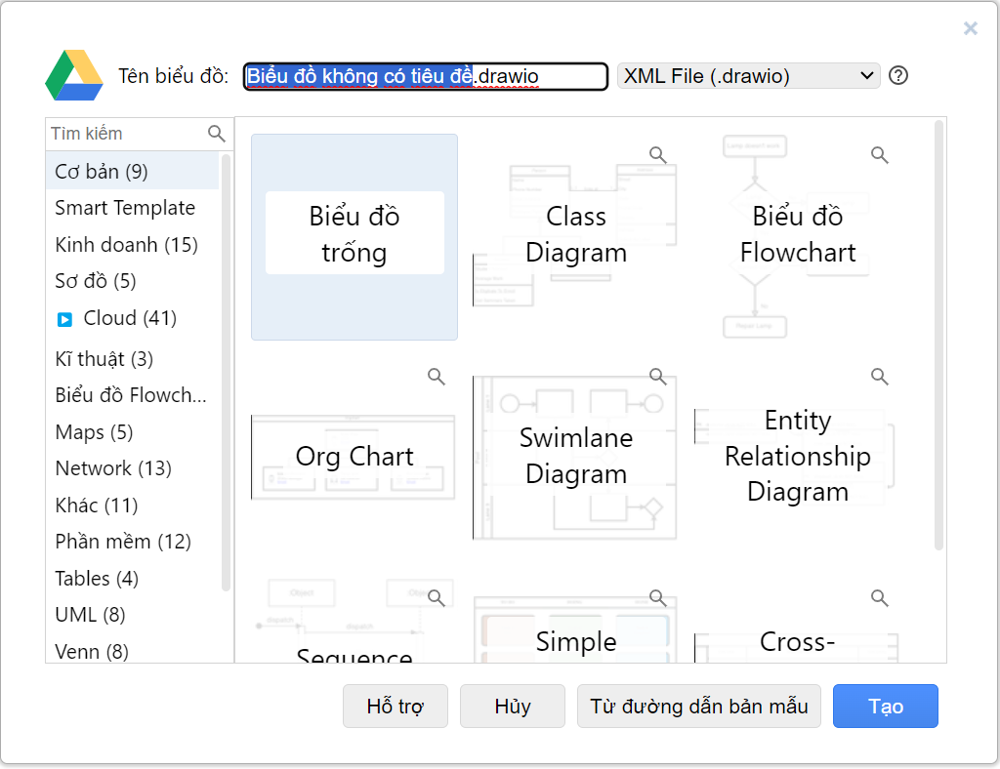 Tên biểu đồ: Biểu đồ không có tiêu đề.drawio XML File (.drawio)
Tìm kiếm
Cơ bản (9)
Smart Template
Kinh doanh (15)
Sơ đồ (5)
Cloud (41)
Kĩ thuật (3)
Biểu đồ Flowch...
Maps (5)
Network (13)
Khác (11)
Phần mềm (12)
Tables (4)
UML (8)
Venn (8)
Biểu đồ
trống
Class
Diagram
Biểu đồ
Flowchart
Org Chart
Swimlane
Diagram
Entity
Relationship
Diagram
Object
dispatch
dispatch
Sequence
Simple
Cross-
Hỗ trợ
Hủy
Từ đường dẫn bản mẫu
Tạo